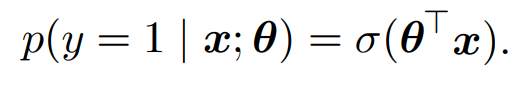 p(y = 1 | x; θ) = σ(θ⊤x).